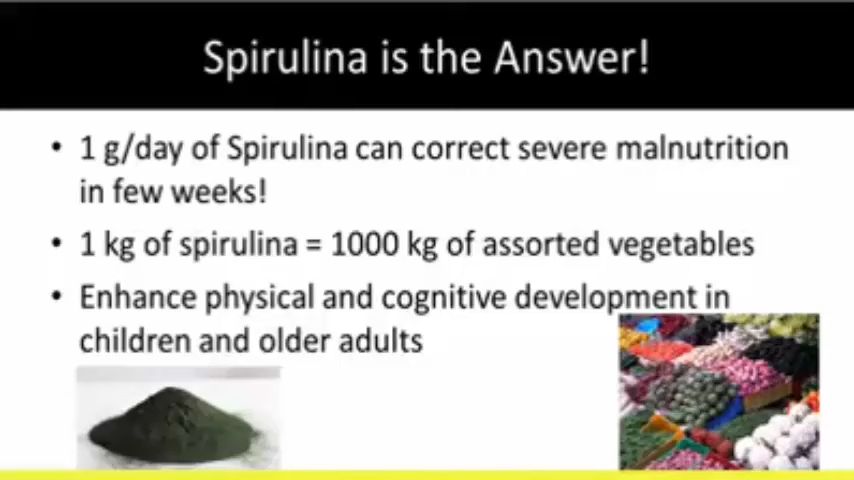 Spirulina is the Answer!
• 1 g/day of Spirulina can correct severe malnutrition
in few weeks!
• 1 kg of spirulina = 1000 kg of assorted vegetables
• Enhance physical and cognitive development in
children and older adults